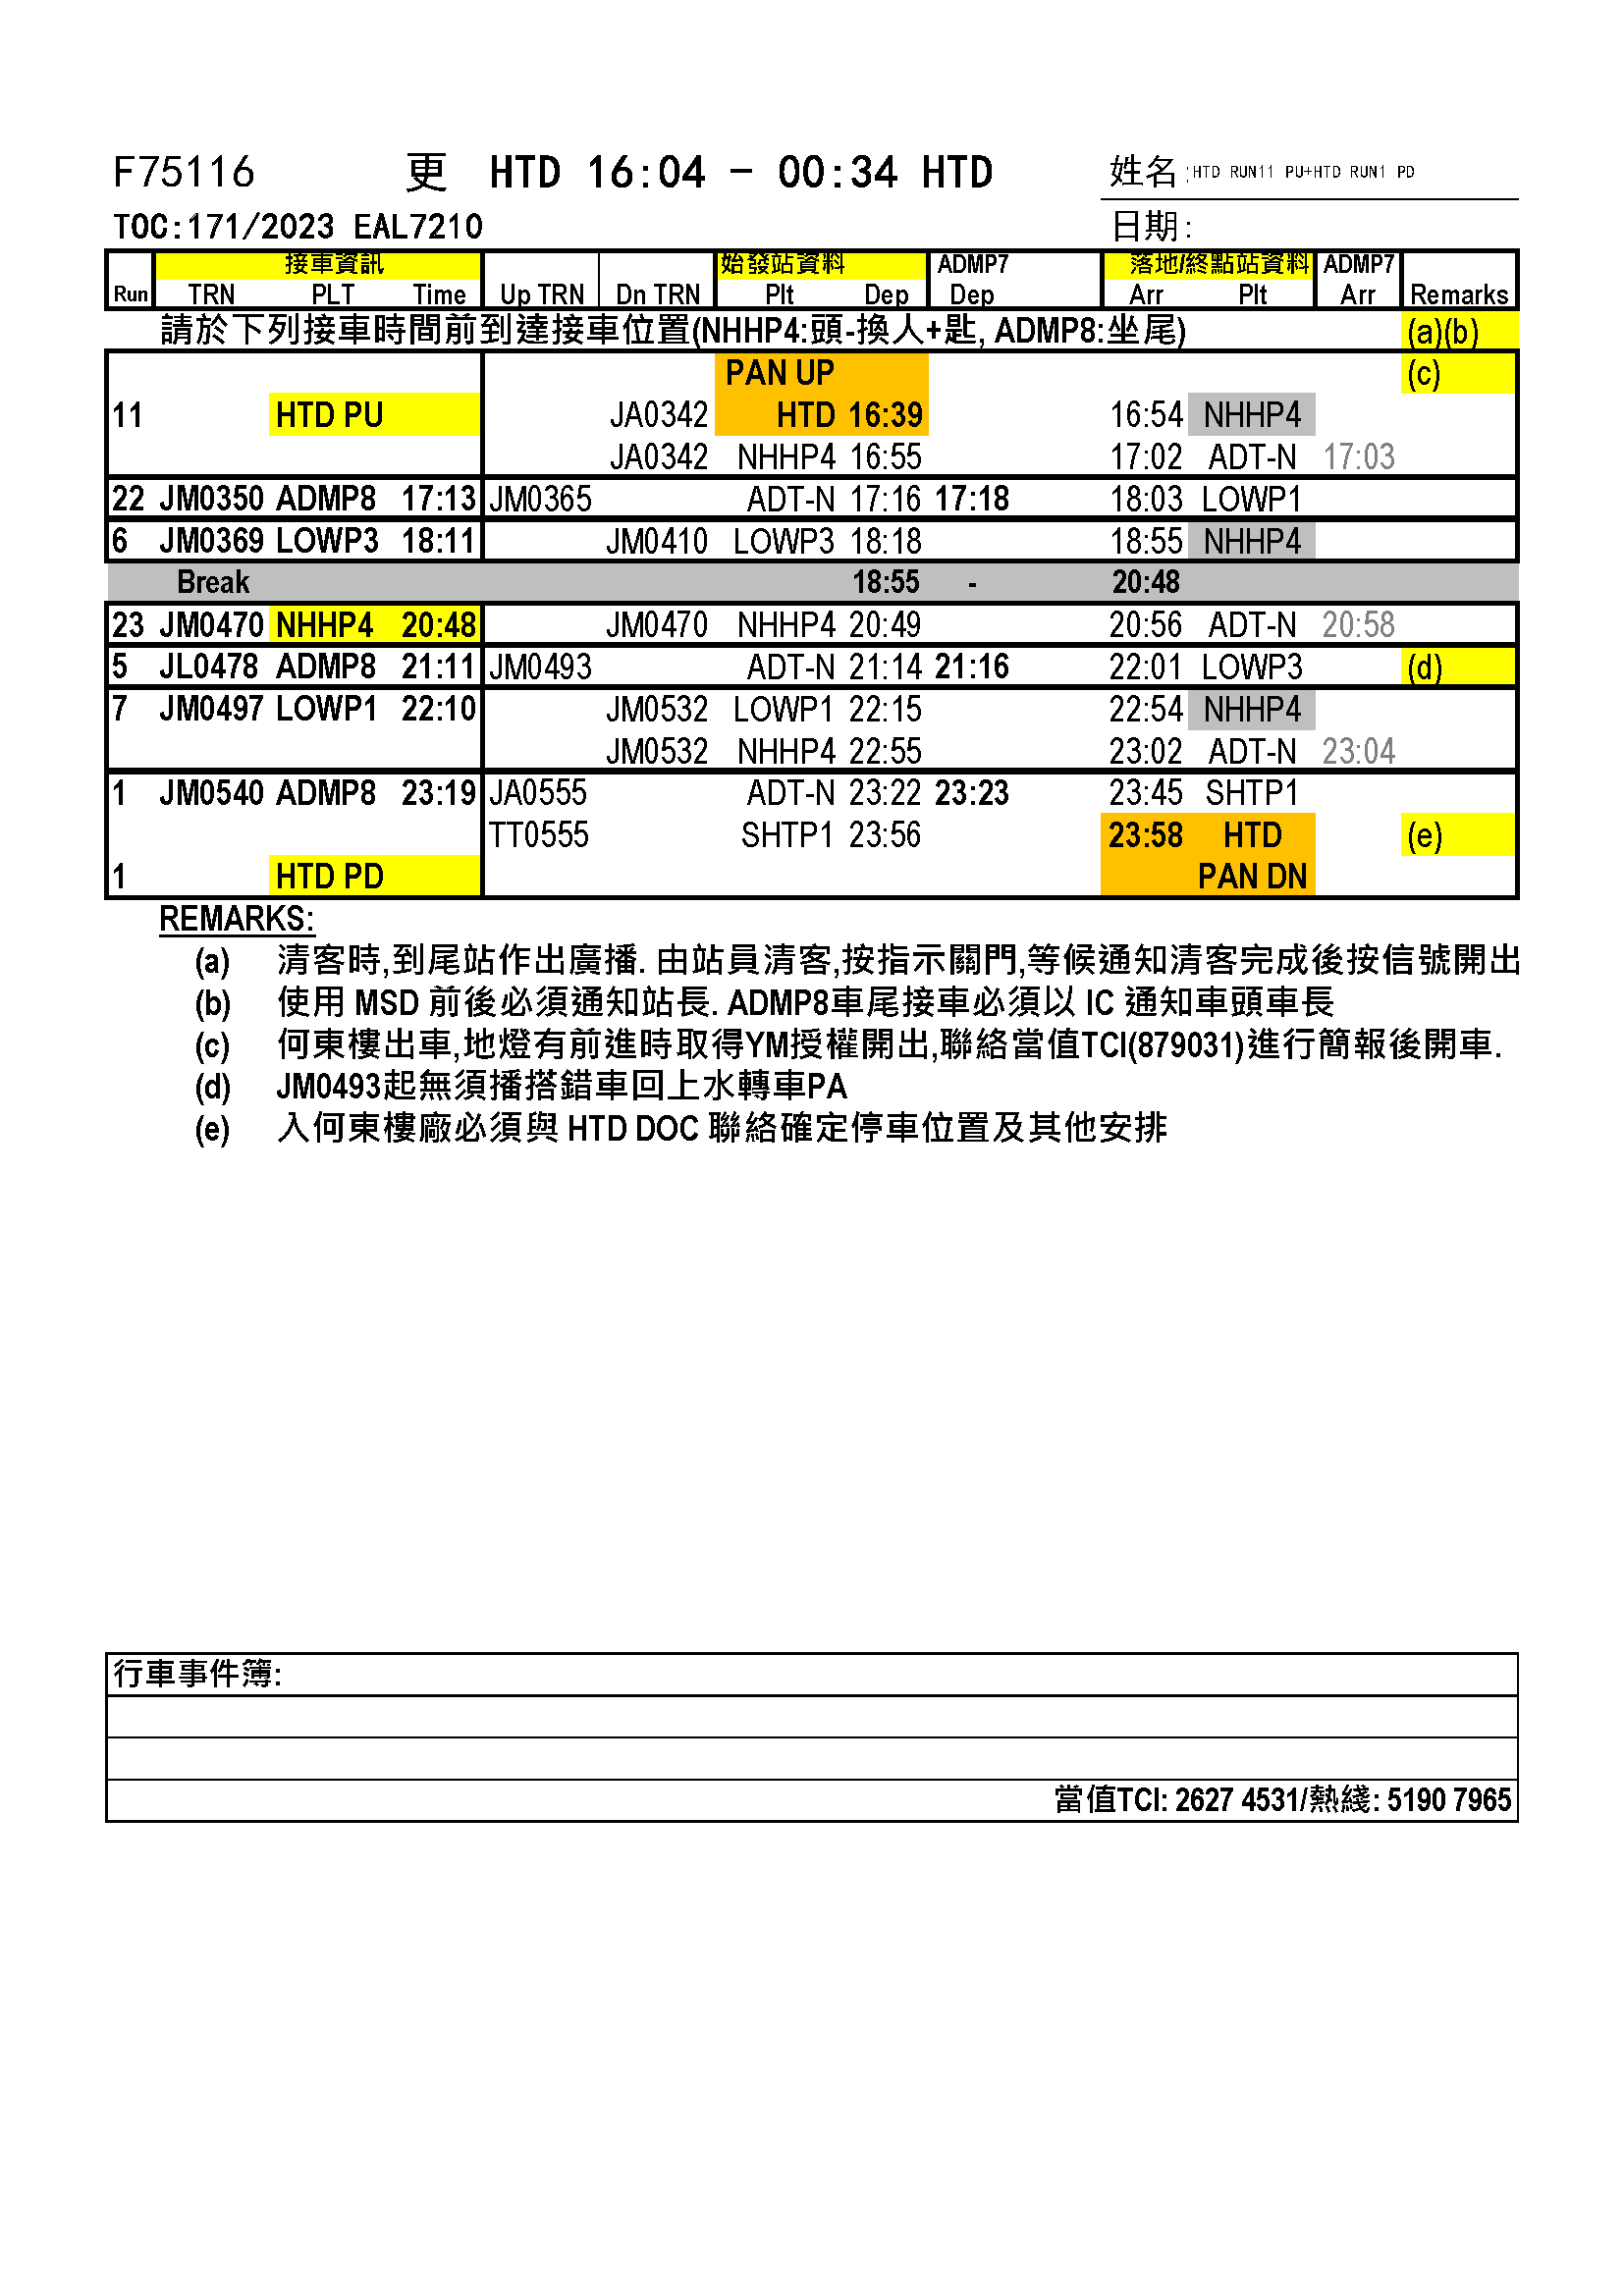 F75116 更 HTD 16:04 - 00:34 HTD 姓名:HTD RUN11 PU+HTD RUN1 PD
TOC:171/2023 EAL7210 日期:
接車資訊 始發站資料 ADMP7 落地/終點站資料 ADMP7
Run TRN PLT Time Up TRN Dn TRN Plt Dep Dep Arr Plt Arr Remarks
請於下列接車時間前到達接車位置(NHHP4:頭-換人+匙, ADMP8:坐尾) (a)(b)
PAN UP (c)
11 HTD PU JA0342 HTD 16:39 16:54 NHHP4
JA0342 NHHP4 16:55 17:02 ADT-N 17:03
22 JM0350 ADMP8 17:13 JM0365 ADT-N 17:16 17:18 18:03 LOWP1
6 JM0369 LOWP3 18:11 JM0410 LOWP3 18:18 18:55 NHHP4
Break 18:55 - 20:48
23 JM0470 NHHP4 20:48 JM0470 NHHP4 20:49 20:56 ADT-N 20:58
5 JL0478 ADMP8 21:11 JM0493 ADT-N 21:14 21:16 22:01 LOWP3 (d)
7 JM0497 LOWP1 22:10 JM0532 LOWP1 22:15 22:54 NHHP4
JM0532 NHHP4 22:55 23:02 ADT-N 23:04
1 JM0540 ADMP8 23:19 JA0555 ADT-N 23:22 23:23 23:45 SHTP1
TT0555 SHTP1 23:56 23:58 HTD (e)
1 HTD PD PAN DN
REMARKS:
(a) 清客時,到尾站作出廣播. 由站員清客,按指示關門,等候通知清客完成後按信號開出
(b) 使用 MSD 前後必須通知站長. ADMP8車尾接車必須以 IC 通知車頭車長
(c) 何東樓出車,地燈有前進時取得YM授權開出,聯絡當值TCI(879031)進行簡報後開車.
(d) JM0493起無須播搭錯車回上水轉車PA
(e) 入何東樓廠必須與 HTD DOC 聯絡確定停車位置及其他安排
行車事件簿:
當值TCI: 2627 4531/熱綫: 5190 7965